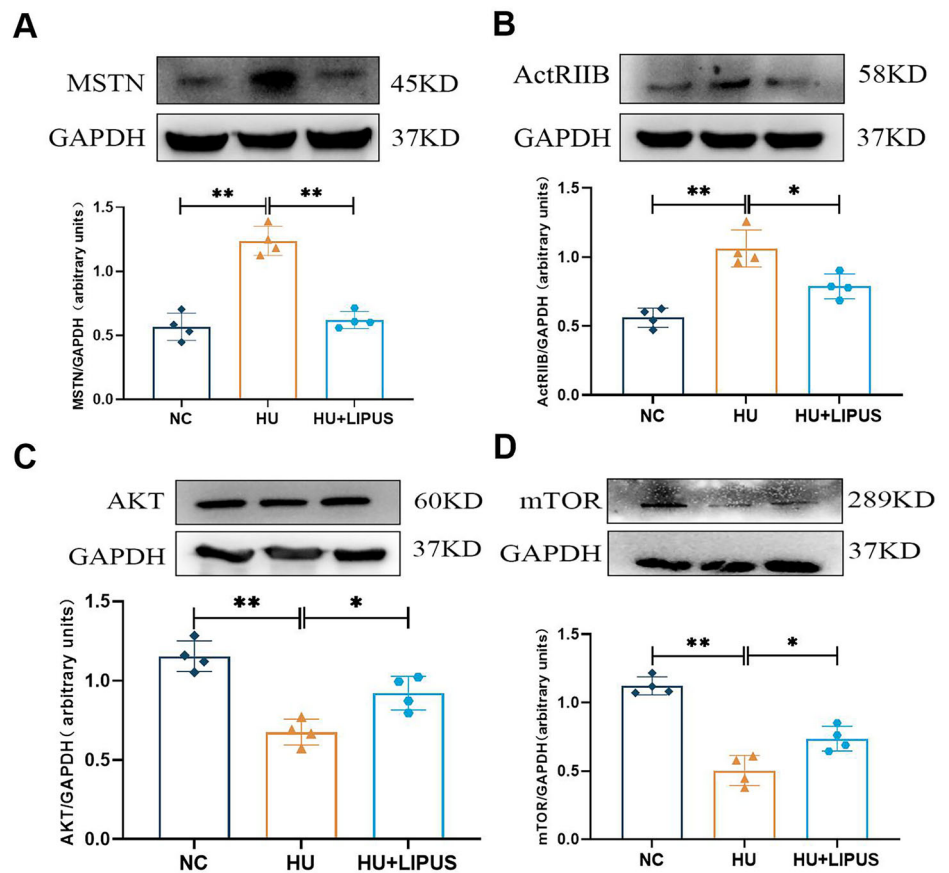 A
MSTN 45KD
GAPDH 37KD
** **
MSTN/GAPDH (arbitrary units)
1.5
1.0
0.5
0.0
NC HU HU+LIPUS
B
ActRIIB 58KD
GAPDH 37KD
** *
ActRIIB/GAPDH (arbitrary units)
1.5
1.0
0.5
0.0
NC HU HU+LIPUS
C
AKT 60KD
GAPDH 37KD
** *
AKT/GAPDH( arbitrary units)
1.5
1.0
0.5
0.0
NC HU HU+LIPUS
D
mTOR 289KD
GAPDH 37KD
** *
mTOR/GAPDH(arbitrary units)
1.5
1.0
0.5
0.0
NC HU HU+LIPUS